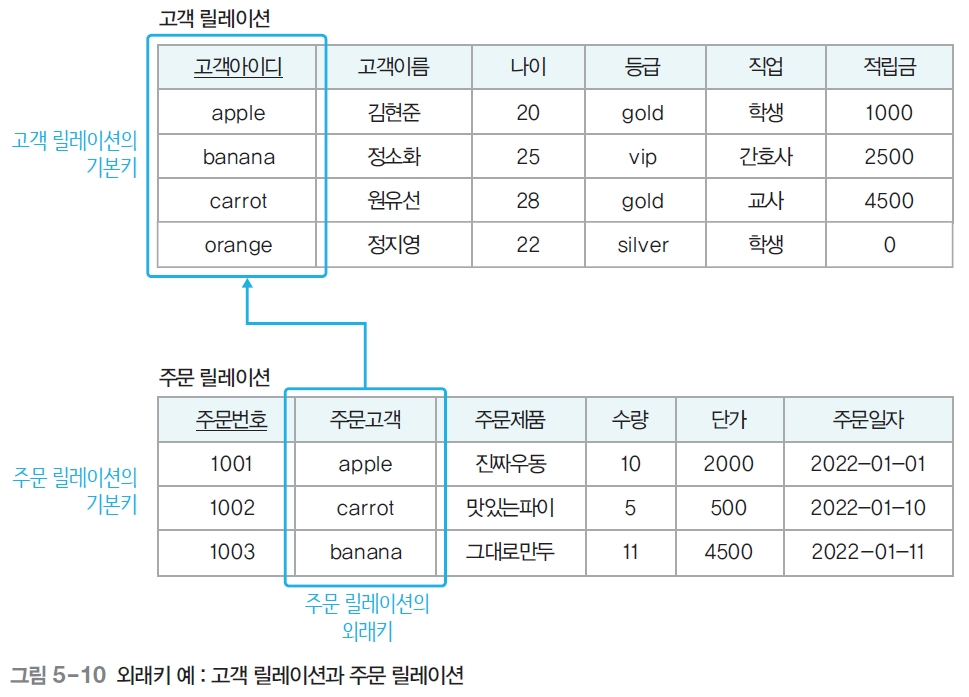 고객 릴레이션
고객아이디 고객이름 나이 등급 직업 적립금
apple 김현준 20 gold 학생 1000
고객 릴레이션의
기본키
banana 정소화 25 vip 간호사 2500
carrot 원유선 28 gold 교사 4500
orange 정지영 22 silver 학생 0
주문 릴레이션
주문번호 주문고객 주문제품 수량 단가 주문일자
1001 apple 진짜우동 10 2000 2022-01-01
주문 릴레이션의
기본키
1002 carrot 맛있는파이 5 500 2022-01-10
1003 banana 그대로만두 11 4500 2022-01-11
주문 릴레이션의
외래키
그림 5-10 외래키 예 : 고객 릴레이션과 주문 릴레이션